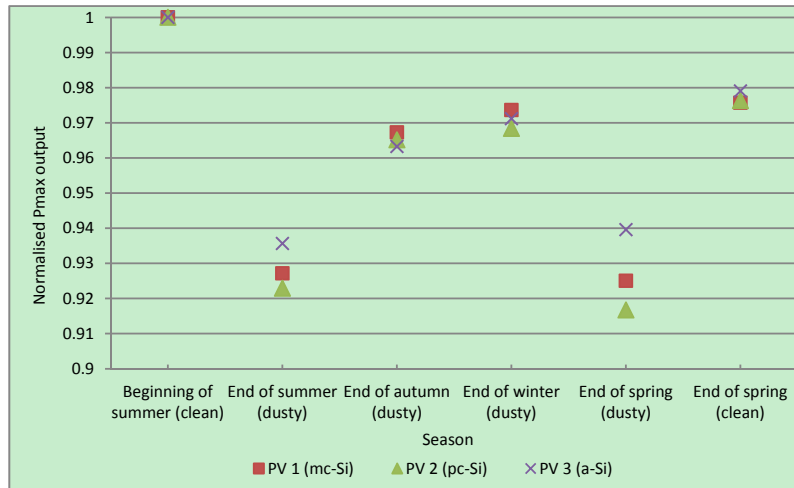 1
0.99
0.98
0.97
0.96
0.95
0.94
0.93
0.92
0.91
0.9
Normalised Pmax output
Beginning of End of summer End of autumn End of winter End of spring End of spring
summer (clean) (dusty) (dusty) (dusty) (dusty) (clean)
Season
PV 1 (mc-Si) PV 2 (pc-Si) PV 3 (a-Si)